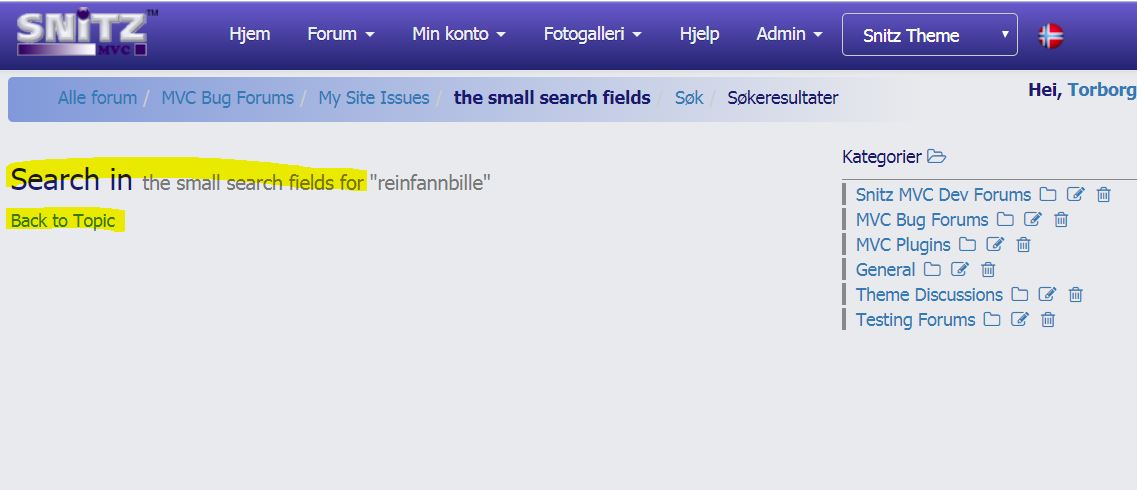 SNiTZ™ MVC
Hjem Forum Min konto Fotogalleri Hjelp Admin Snitz Theme
Hei, Torborg
Alle forum / MVC Bug Forums / My Site Issues / the small search fields / Søk / Søkeresultater
Search in the small search fields for "reinfannbille"
Back to Topic
Kategorier
Snitz MVC Dev Forums
MVC Bug Forums
MVC Plugins
General
Theme Discussions
Testing Forums